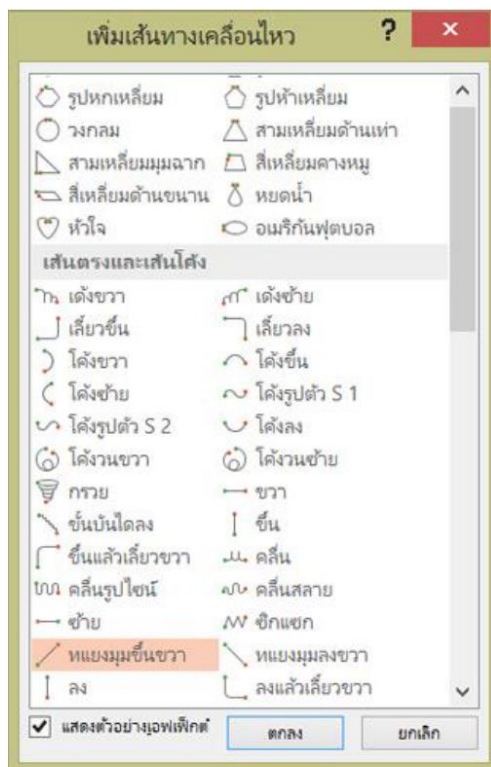 เพิ่มเส้นทางเคลื่อนไหว ? ×
รูปหกเหลี่ยม รูปห้าเหลี่ยม
วงกลม สามเหลี่ยมด้านเท่า
สามเหลี่ยมมุมฉาก สี่เหลี่ยมคางหมู
สี่เหลี่ยมด้านขนาน หยดน้ำ
หัวใจ อเมริกันฟุตบอล
เส้นตรงและเส้นโค้ง
เด้งขวา เด้งซ้าย
เลี้ยวขึ้น เลี้ยวลง
โค้งขวา โค้งขึ้น
โค้งซ้าย โค้งรูปตัว S 1
โค้งรูปตัว S 2 โค้งลง
โค้งวนขวา โค้งวนซ้าย
กรวย ขวา
ขั้นบันไดลง ขึ้น
ขึ้นแล้วเลี้ยวขวา คลื่น
คลื่นรูปไซน์ คลื่นสลาย
ซ้าย ซิกแซก
ทแยงมุมขึ้นขวา ทแยงมุมลงขวา
ลง ลงแล้วเลี้ยวขวา
แสดงตัวอย่างเอฟเฟ็กต์ ตกลง ยกเลิก